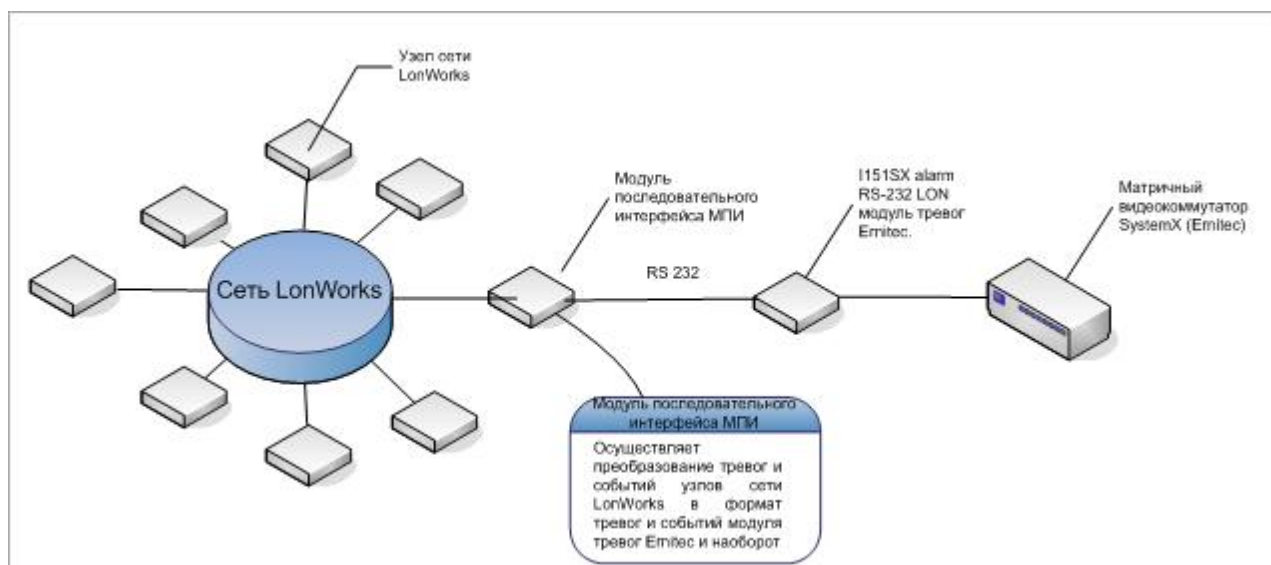 Узел сети
LonWorks
Модуль
последовательного
интерфейса МПИ
I151SX alarm
RS-232 LON
модуль тревог
Ernitec.
Матричный
видеокоммутатор
SystemX (Ernitec)
Сеть LonWorks
RS 232
Модуль последовательного
интерфейса МПИ
Осуществляет
преобразование тревог и
событий узлов сети
LonWorks в формат
тревог и событий модуля
тревог Ernitec и наоборот